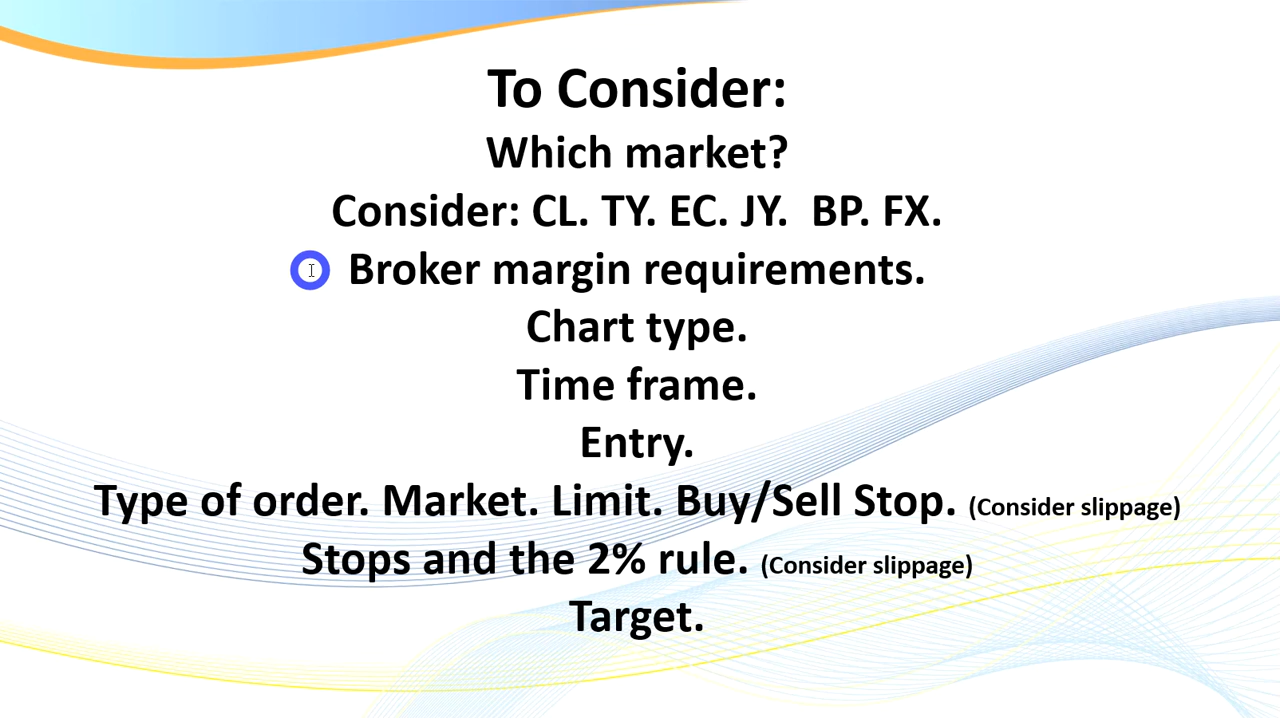 To Consider:
Which market?
Consider: CL. TY. EC. JY.  BP. FX.
Broker margin requirements.
Chart type.
Time frame.
Entry.
Type of order. Market. Limit. Buy/Sell Stop. (Consider slippage)
Stops and the 2% rule. (Consider slippage)
Target.